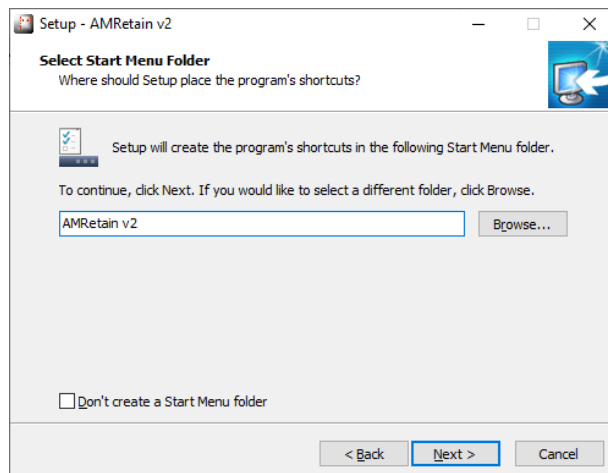 Setup - AMRetain v2
Select Start Menu Folder
Where should Setup place the program's shortcuts?
Setup will create the program's shortcuts in the following Start Menu folder.
To continue, click Next. If you would like to select a different folder, click Browse.
AMRetain v2
Browse...
Don't create a Start Menu folder
< Back
Next >
Cancel